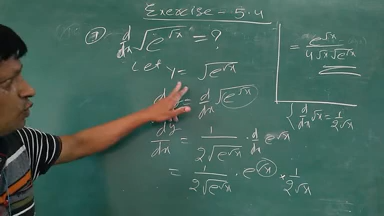 Exercise - 5.4
⑨ d/dx √(e^√x) = ?
Let y = √(e^√x)
= d/dx √(e^√x)
dy/dx = 1/(2√(e^√x)) · d/dx e^√x
= 1/(2√(e^√x)) · e^√x × 1/(2√x)
= e^√x/(4√x √(e^√x))
{ d/dx √x = 1/(2√x)